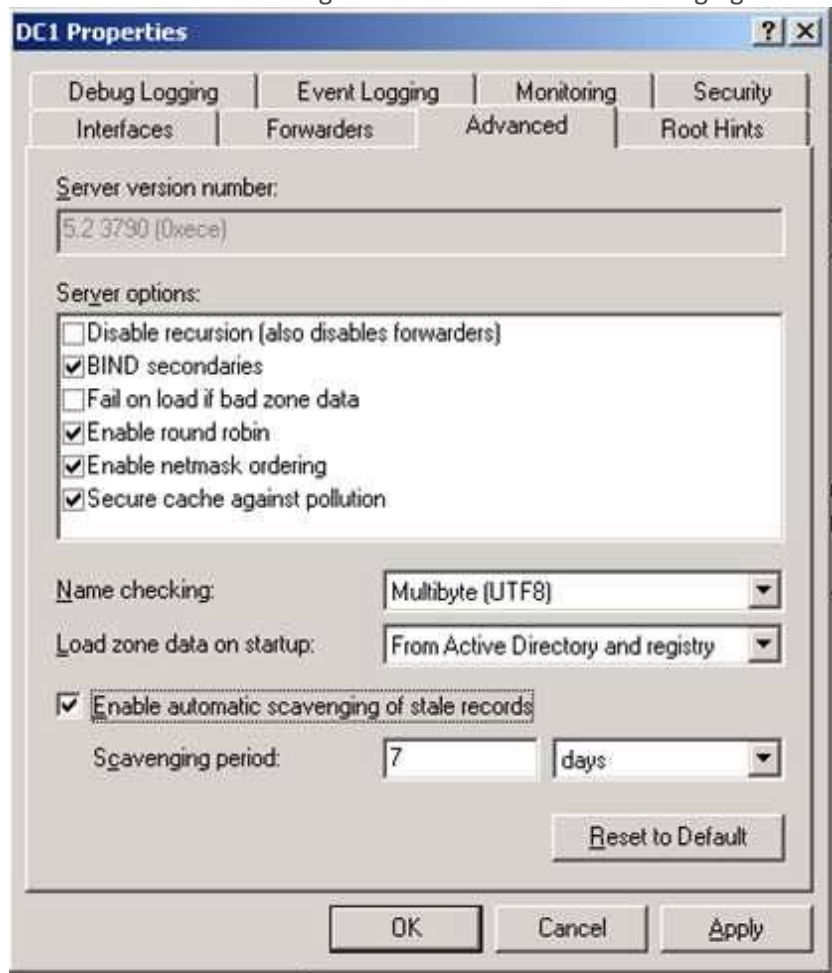 DC1 Properties
Debug Logging
Event Logging
Monitoring
Security
Interfaces
Forwarders
Advanced
Root Hints
Server version number:
5.2 3790 (0xece)
Server options:
Disable recursion (also disables forwarders)
BIND secondaries
Fail on load if bad zone data
Enable round robin
Enable netmask ordering
Secure cache against pollution
Name checking:
Multibyte (UTF8)
Load zone data on startup:
From Active Directory and registry
Enable automatic scavenging of stale records
Scavenging period:
7
days
Reset to Default
OK
Cancel
Apply